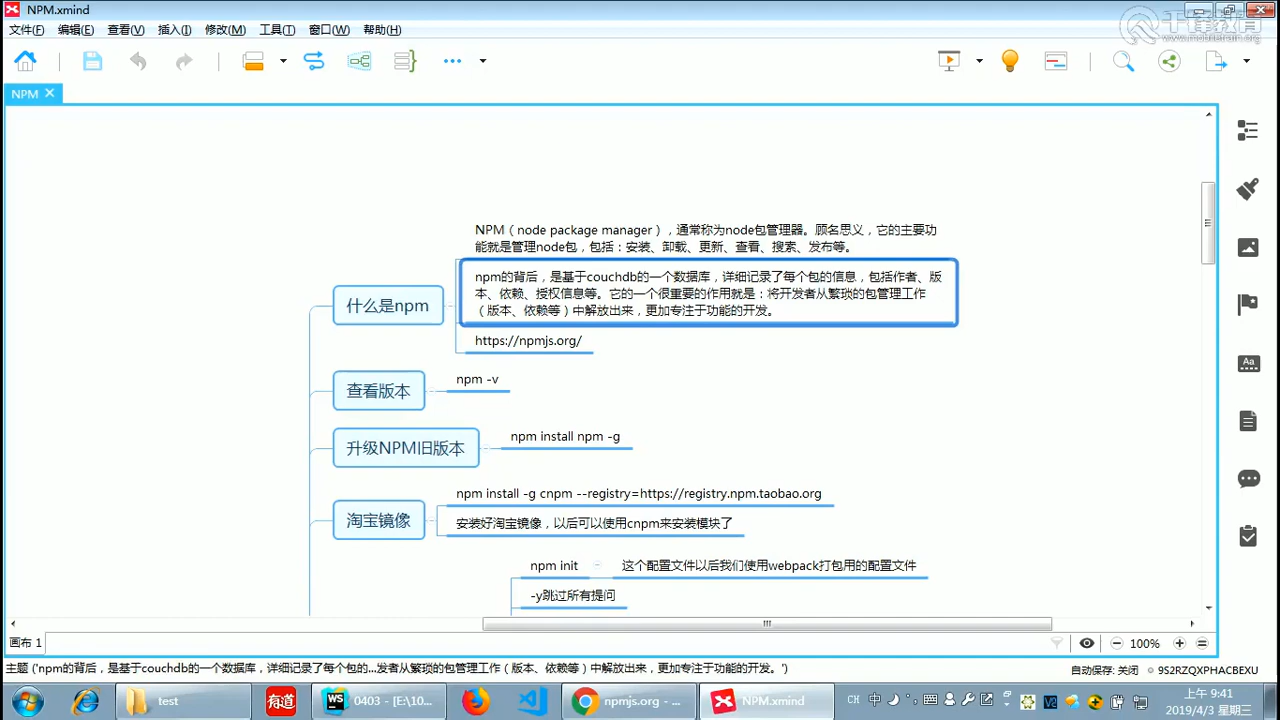 NPM.xmind
千锋教育
www.mobiletrain.org
文件(F) 编辑(E) 查看(V) 插入(I) 修改(M) 工具(T) 窗口(W) 帮助(H)
NPM
NPM（node package manager），通常称为node包管理器。顾名思义，它的主要功
能就是管理node包，包括：安装、卸载、更新、查看、搜索、发布等。
npm的背后，是基于couchdb的一个数据库，详细记录了每个包的信息，包括作者、版
本、依赖、授权信息等。它的一个很重要的作用就是：将开发者从繁琐的包管理工作
（版本、依赖等）中解放出来，更加专注于功能的开发。
什么是npm
https://npmjs.org/
查看版本
npm -v
升级NPM旧版本
npm install npm -g
淘宝镜像
npm install -g cnpm --registry=https://registry.npm.taobao.org
安装好淘宝镜像，以后可以使用cnpm来安装模块了
npm init
这个配置文件以后我们使用webpack打包用的配置文件
-y跳过所有提问
画布 1
100%
主题 ('npm的背后，是基于couchdb的一个数据库，详细记录了每个包的...发者从繁琐的包管理工作（版本、依赖等）中解放出来，更加专注于功能的开发。')
自动保存: 关闭
9S2RZQXPHACBEXU
test
有道
WS
0403 - [E:\10...
npmjs.org - ...
NPM.xmind
CH
中
上午 9:41
2019/4/3 星期三